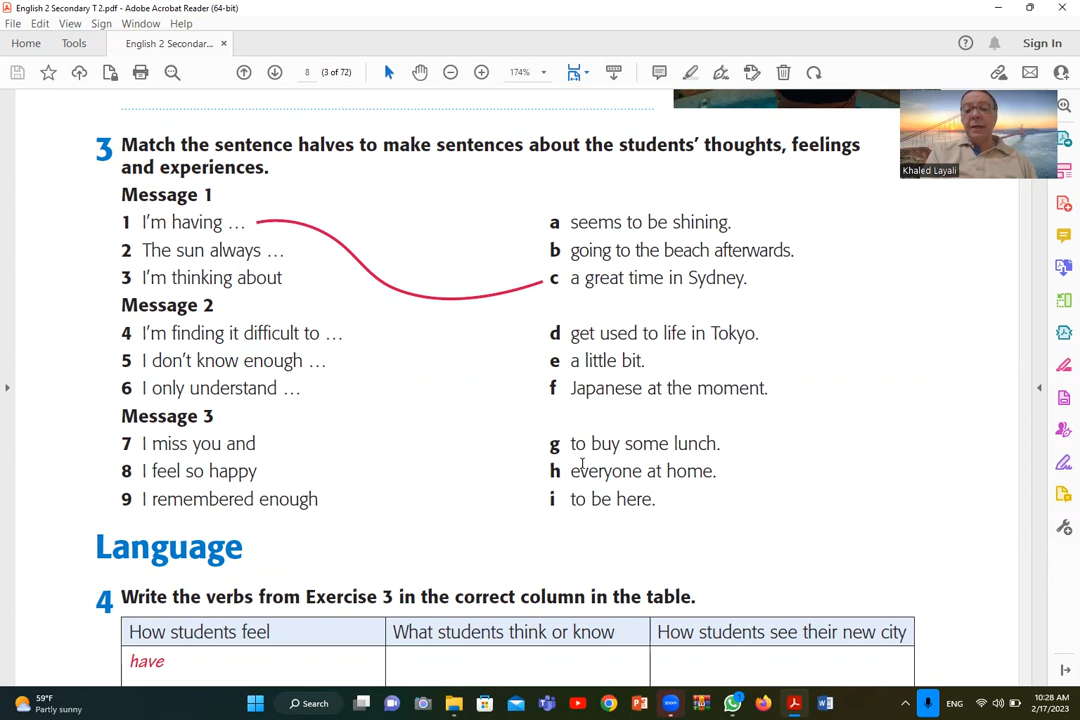 English 2 Secondary T 2.pdf - Adobe Acrobat Reader (64-bit)
File Edit View Sign Window Help
Home Tools English 2 Secondar... × Sign In
8 (3 of 72) 174%
3 Match the sentence halves to make sentences about the students' thoughts, feelings
and experiences.
Khaled Layali
Message 1
1 I'm having … a seems to be shining.
2 The sun always … b going to the beach afterwards.
3 I'm thinking about c a great time in Sydney.
Message 2
4 I'm finding it difficult to … d get used to life in Tokyo.
5 I don't know enough … e a little bit.
6 I only understand … f Japanese at the moment.
Message 3
7 I miss you and g to buy some lunch.
8 I feel so happy h everyone at home.
9 I remembered enough i to be here.
Language
4 Write the verbs from Exercise 3 in the correct column in the table.
How students feel What students think or know How students see their new city
have
59°F
Partly sunny
Search
ENG
10:28 AM
2/17/2023